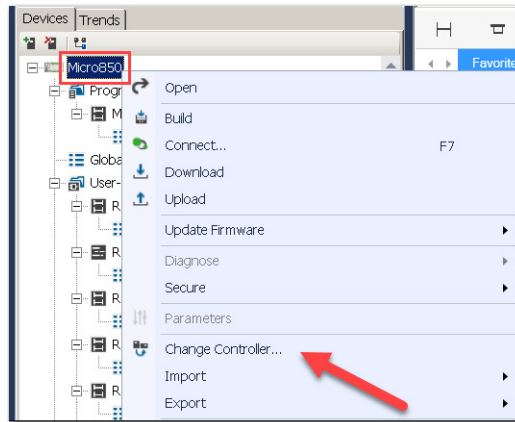 Devices Trends
Favorite
Micro850
Progr
M
Globa
User-
R
R
R
R
R
Open
Build
Connect... F7
Download
Upload
Update Firmware
Diagnose
Secure
Parameters
Change Controller...
Import
Export